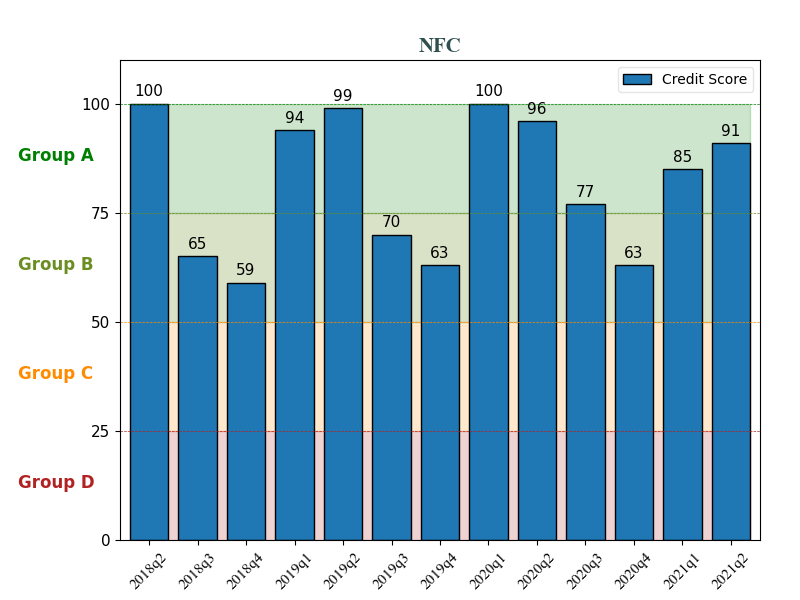 NFC
Credit Score
100
75
50
25
0
Group A
Group B
Group C
Group D
100
65
59
94
99
70
63
100
96
77
63
85
91
2018q2
2018q3
2018q4
2019q1
2019q2
2019q3
2019q4
2020q1
2020q2
2020q3
2020q4
2021q1
2021q2